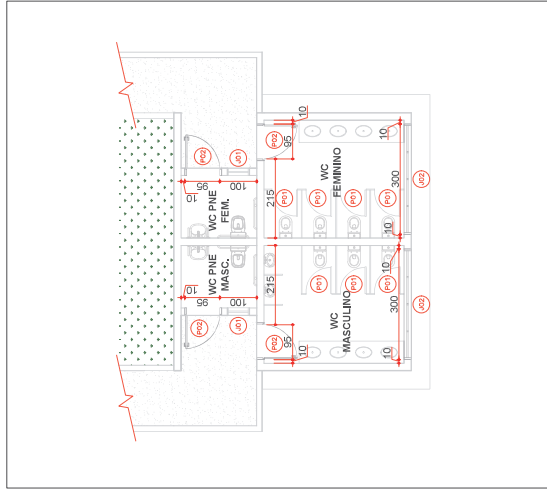 10
10
P02
95
WC PNE
MASC.
WC PNE
FEM.
95
P02
J01
100
100
J01
P02
215
215
P02
95
95
10
10
P01
P01
WC
MASCULINO
WC
FEMININO
P01
P01
P01
P01
P01
10
10
10
10
300
300
J02
J02